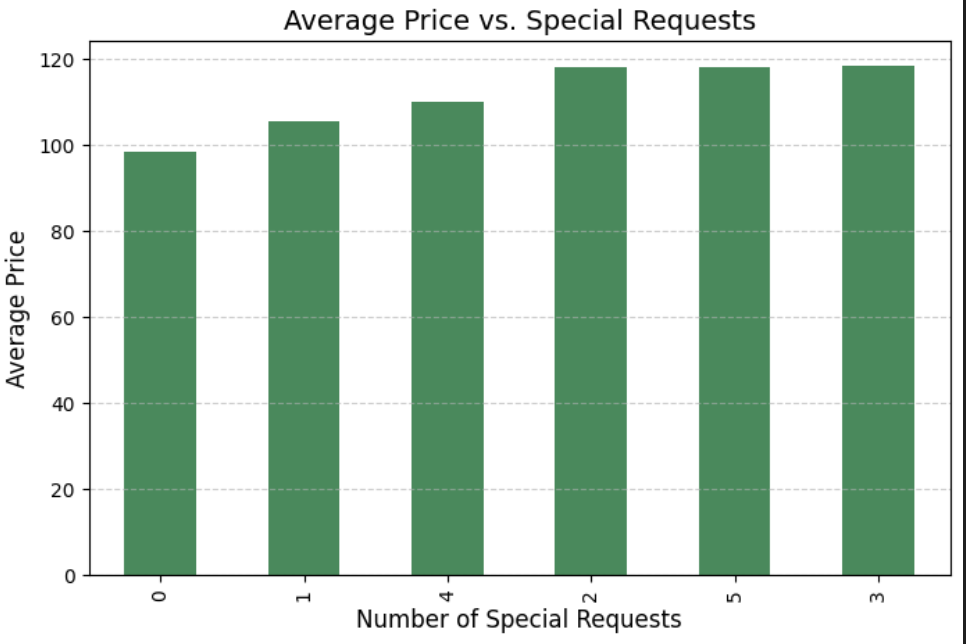 Average Price vs. Special Requests
Average Price
120
100
80
60
40
20
0
0 1 4 2 5 3
Number of Special Requests